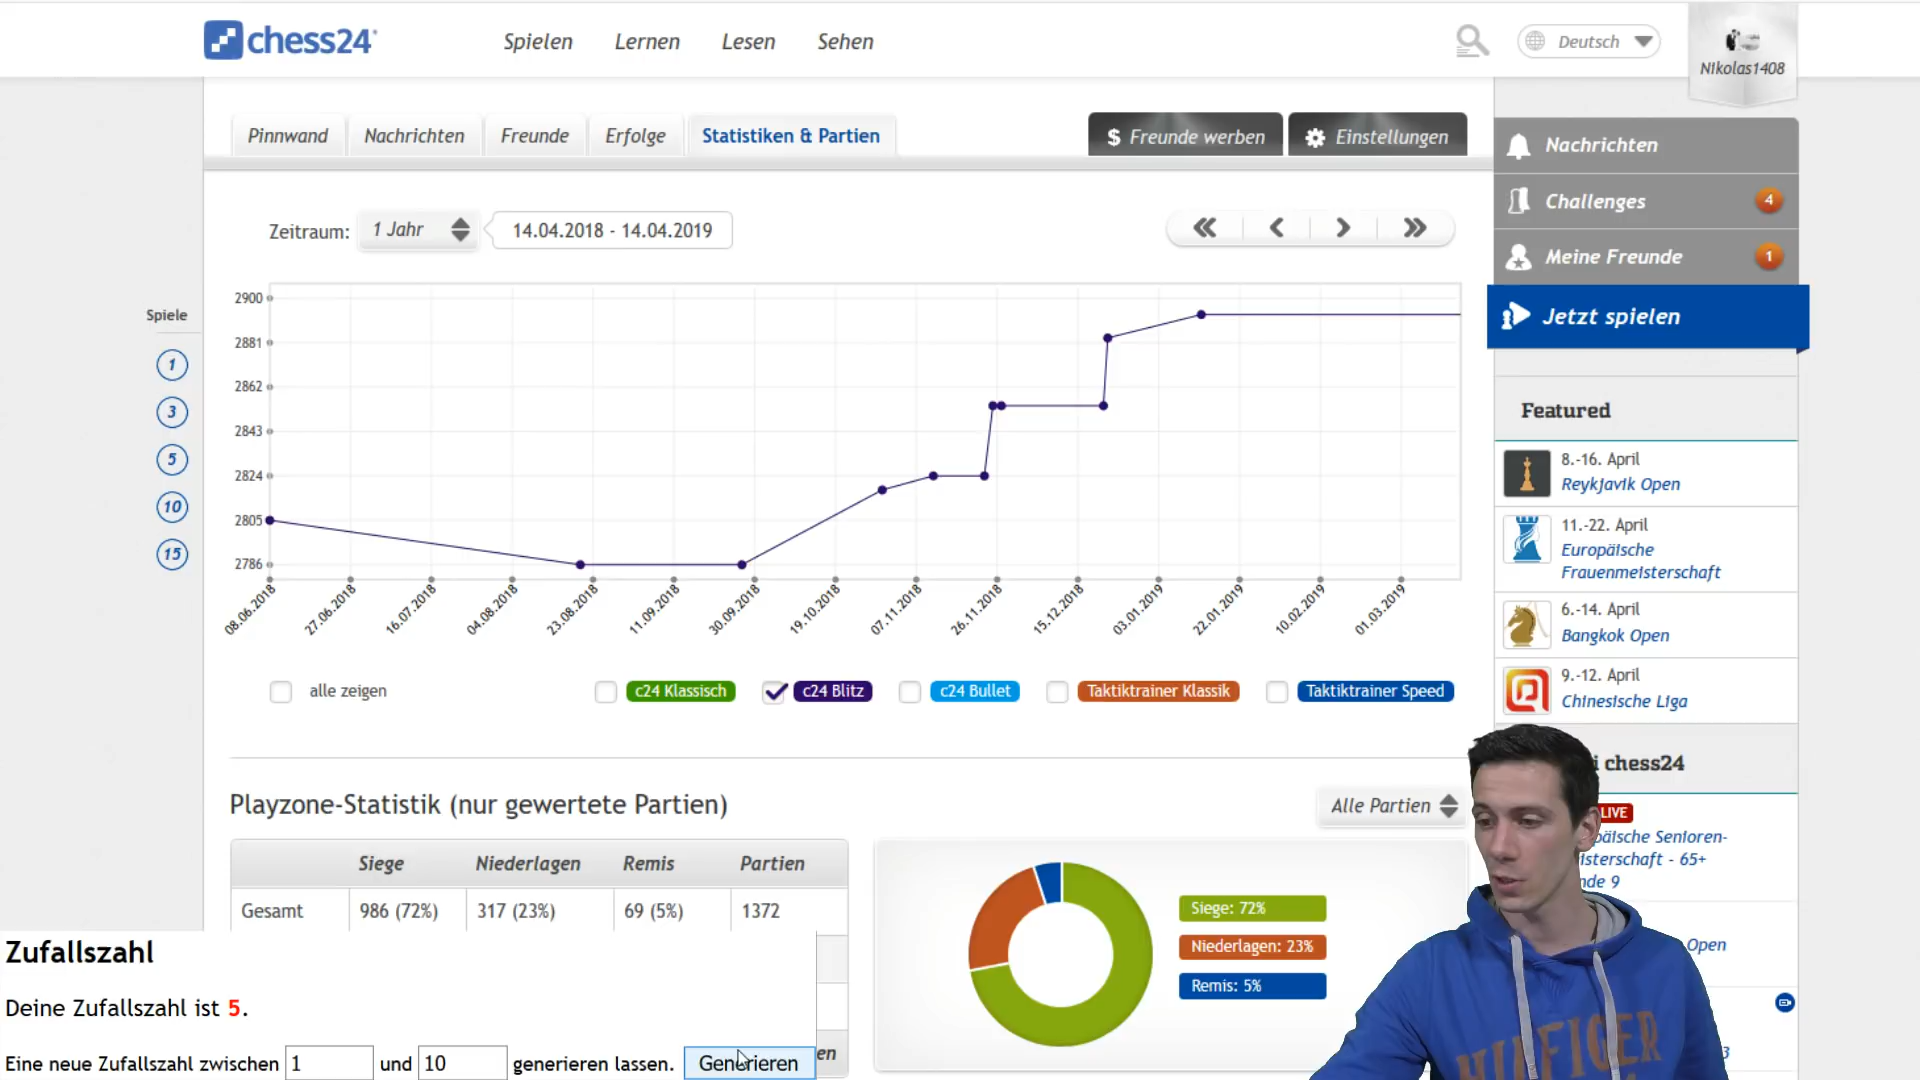 chess24
Spielen
Lernen
Lesen
Sehen
Deutsch
Nikolas1408
Pinnwand
Nachrichten
Freunde
Erfolge
Statistiken & Partien
$ Freunde werben
Einstellungen
Nachrichten
Challenges 4
Meine Freunde 1
Jetzt spielen
Zeitraum: 1 Jahr 14.04.2018 - 14.04.2019
Spiele
1
3
5
10
15
2900
2881
2862
2843
2824
2805
2786
08.06.2018
27.06.2018
16.07.2018
04.08.2018
23.08.2018
11.09.2018
30.09.2018
19.10.2018
07.11.2018
26.11.2018
15.12.2018
03.01.2019
22.01.2019
10.02.2019
01.03.2019
alle zeigen
c24 Klassisch
c24 Blitz
c24 Bullet
Taktiktrainer Klassik
Taktiktrainer Speed
Featured
8.-16. April
Reykjavik Open
11.-22. April
Europäische
Frauenmeisterschaft
6.-14. April
Bangkok Open
9.-12. April
Chinesische Liga
chess24
LIVE
Senioren-
- 65+
9
Open
Playzone-Statistik (nur gewertete Partien)
Alle Partien
Siege Niederlagen Remis Partien
Gesamt 986 (72%) 317 (23%) 69 (5%) 1372
Siege: 72%
Niederlagen: 23%
Remis: 5%
Zufallszahl
Deine Zufallszahl ist 5.
Eine neue Zufallszahl zwischen 1 und 10 generieren lassen. Generieren
en
3
HILFIGER